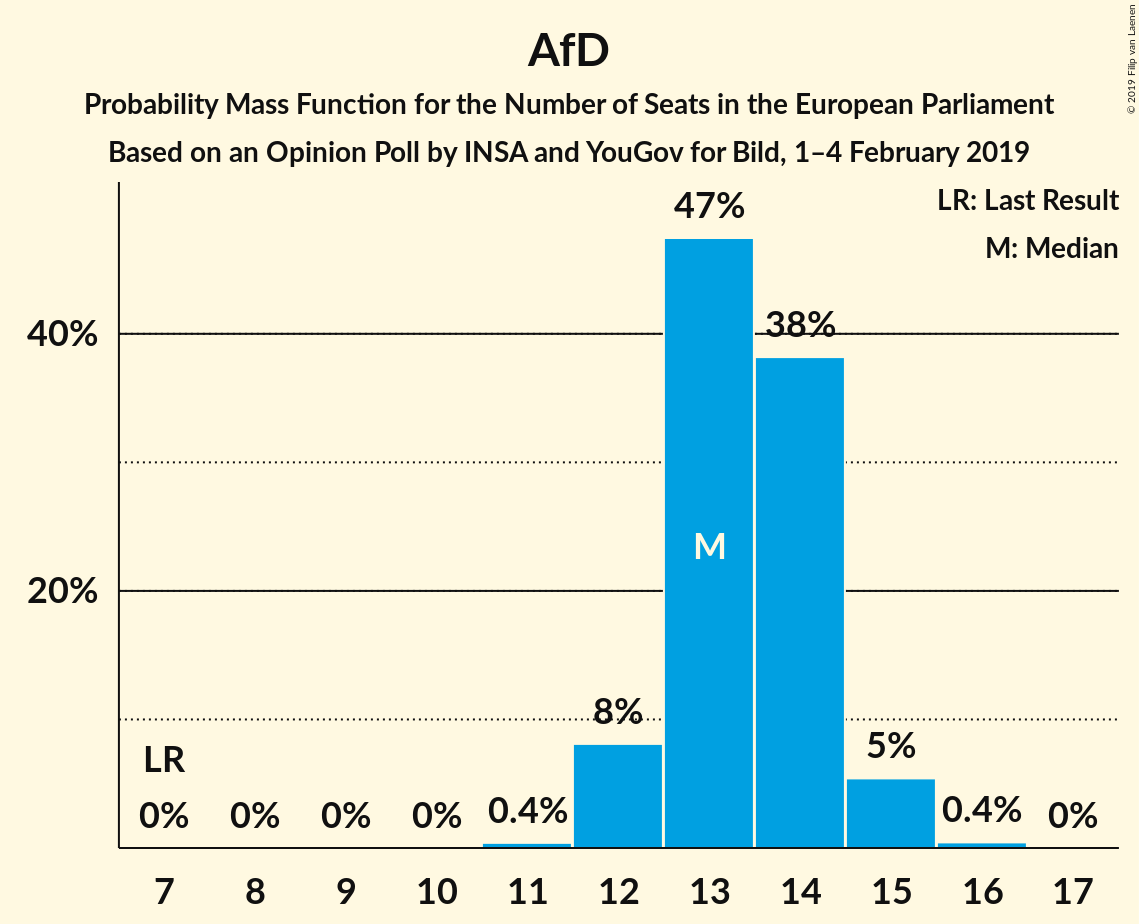 AfD
Probability Mass Function for the Number of Seats in the European Parliament
Based on an Opinion Poll by INSA and YouGov for Bild, 1–4 February 2019
© 2019 Filip van Laenen
LR: Last Result
M: Median
47%
40%
38%
M
20%
8%
5%
LR
0% 0% 0% 0% 0.4% 0.4% 0%
7 8 9 10 11 12 13 14 15 16 17